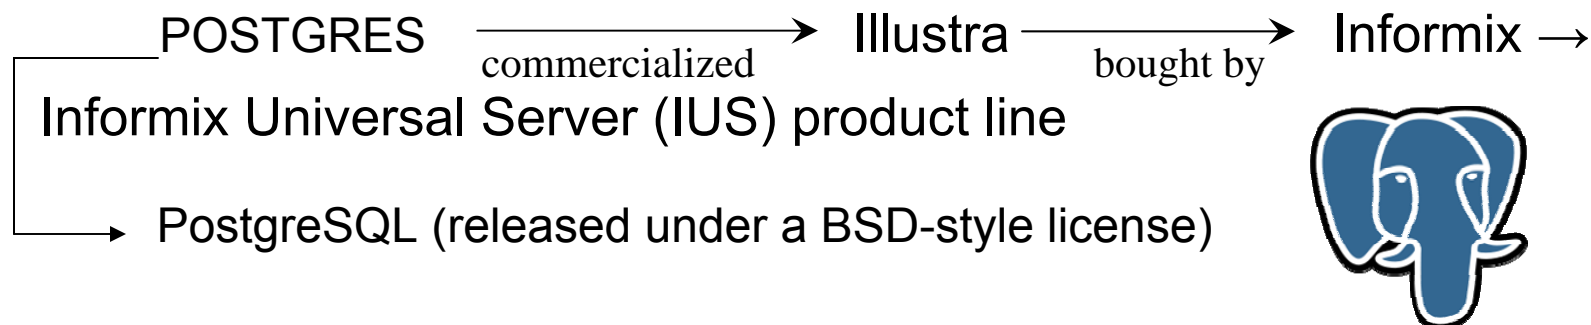 POSTGRES commercialized Illustra bought by Informix →
Informix Universal Server (IUS) product line
PostgreSQL (released under a BSD-style license)